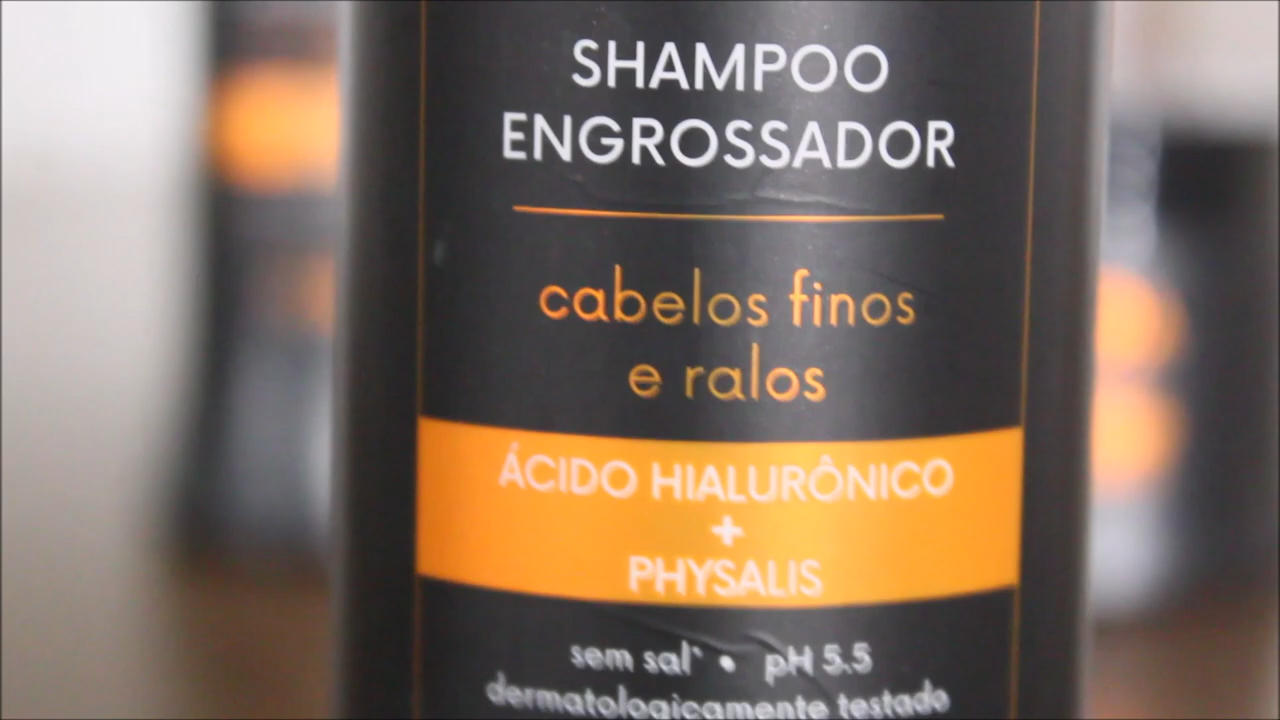 SHAMPOO
ENGROSSADOR
cabelos finos
e ralos
ÁCIDO HIALURÔNICO
+
PHYSALIS
sem sal* • pH 5.5
dermatologicamente testado